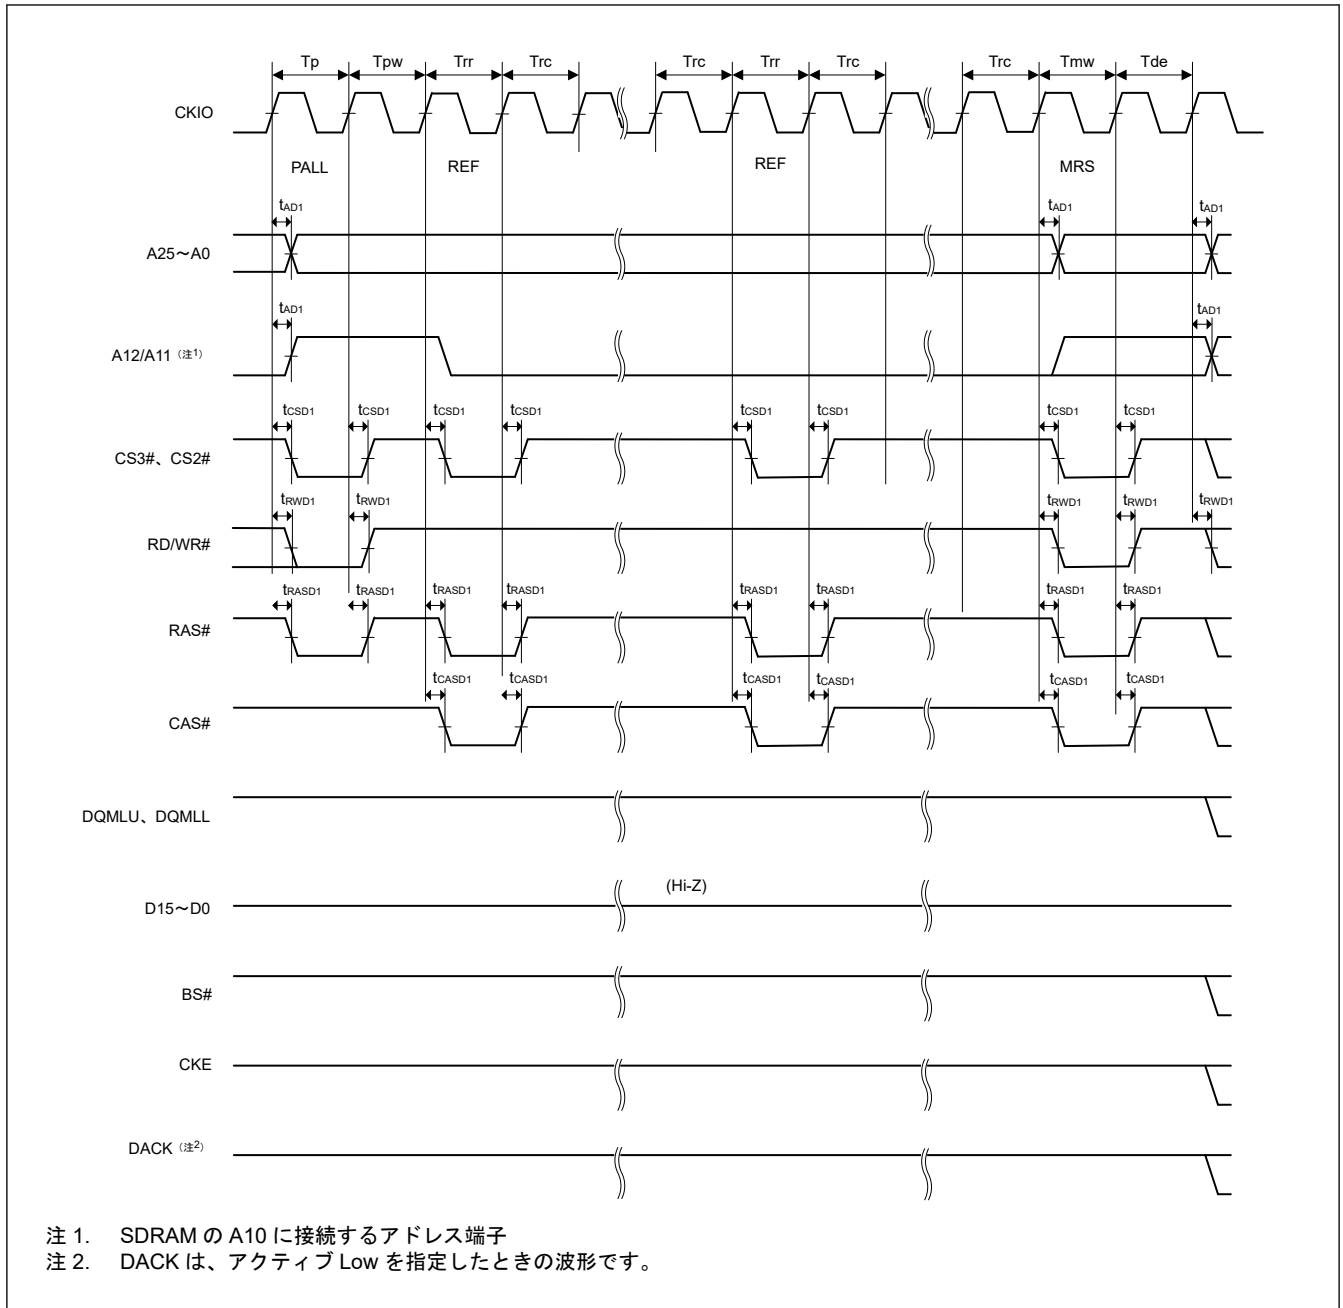 Tp Tpw Trr Trc Trc Trr Trc Trc Tmw Tde
CKIO
PALL REF REF MRS
tAD1 tAD1 tAD1
A25～A0
tAD1 tAD1
A12/A11（注1）
tCSD1 tCSD1 tCSD1 tCSD1 tCSD1 tCSD1 tCSD1 tCSD1
CS3#、CS2#
tRWD1 tRWD1 tRWD1 tRWD1 tRWD1
RD/WR#
tRASD1 tRASD1 tRASD1 tRASD1 tRASD1 tRASD1 tRASD1 tRASD1
RAS#
tCASD1 tCASD1 tCASD1 tCASD1 tCASD1 tCASD1
CAS#
DQMLU、DQMLL
(Hi-Z)
D15～D0
BS#
CKE
DACK（注2）
注 1. SDRAM の A10 に接続するアドレス端子
注 2. DACK は、アクティブ Low を指定したときの波形です。